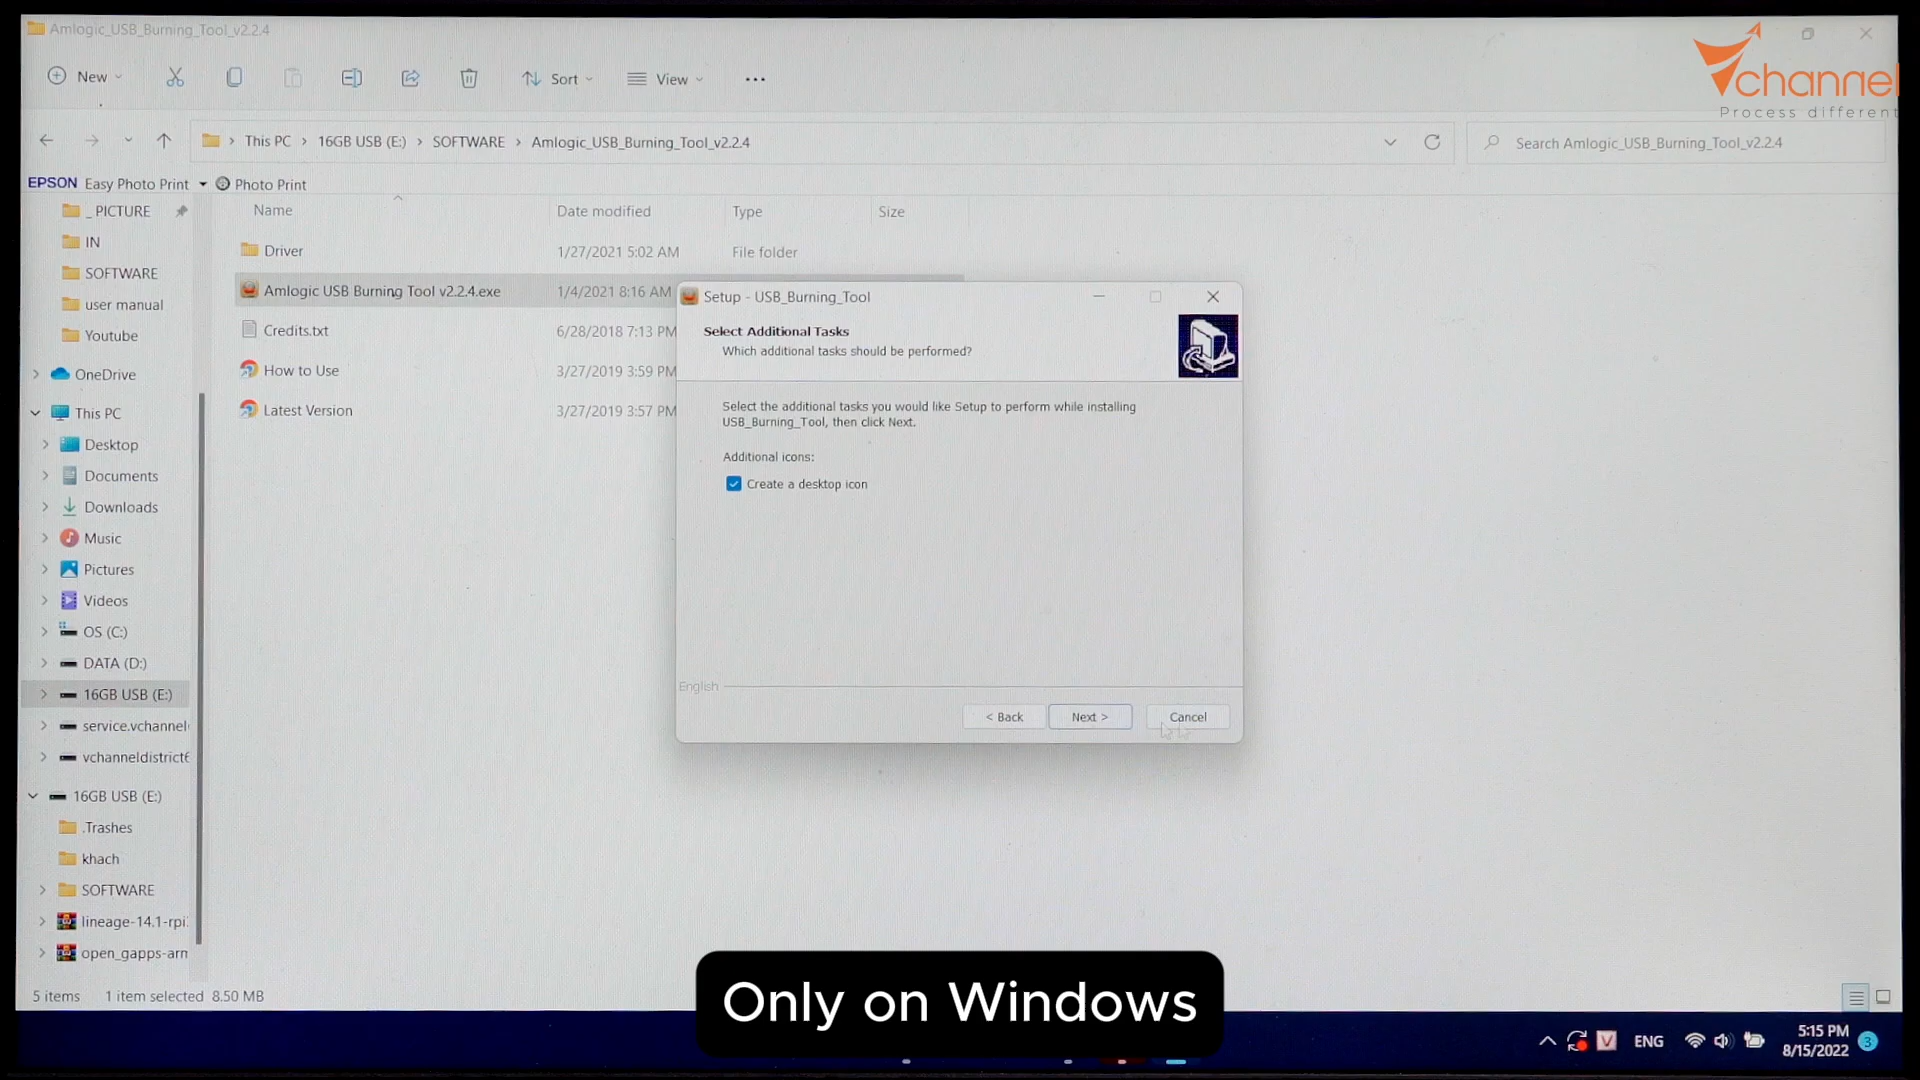 Amlogic_USB_Burning_Tool_v2.2.4
Vchannel
Process different
New
Sort
View
This PC > 16GB USB (E:) > SOFTWARE > Amlogic_USB_Burning_Tool_v2.2.4
Search Amlogic_USB_Burning_Tool_v2.2.4
EPSON Easy Photo Print Photo Print
Name Date modified Type Size
Driver 1/27/2021 5:02 AM File folder
Amlogic USB Burning Tool v2.2.4.exe 1/4/2021 8:16 AM
Credits.txt 6/28/2018 7:13 PM
How to Use 3/27/2019 3:59 PM
Latest Version 3/27/2019 3:57 PM
_ PICTURE
IN
SOFTWARE
user manual
Youtube
OneDrive
This PC
Desktop
Documents
Downloads
Music
Pictures
Videos
OS (C:)
DATA (D:)
16GB USB (E:)
service.vchannel
vchanneldistrict6
16GB USB (E:)
.Trashes
khach
SOFTWARE
lineage-14.1-rpi
open_gapps-arm
Setup - USB_Burning_Tool
Select Additional Tasks
Which additional tasks should be performed?
Select the additional tasks you would like Setup to perform while installing
USB_Burning_Tool, then click Next.
Additional icons:
Create a desktop icon
English
< Back Next > Cancel
5 items 1 item selected 8.50 MB
Only on Windows
V ENG 5:15 PM
8/15/2022 3